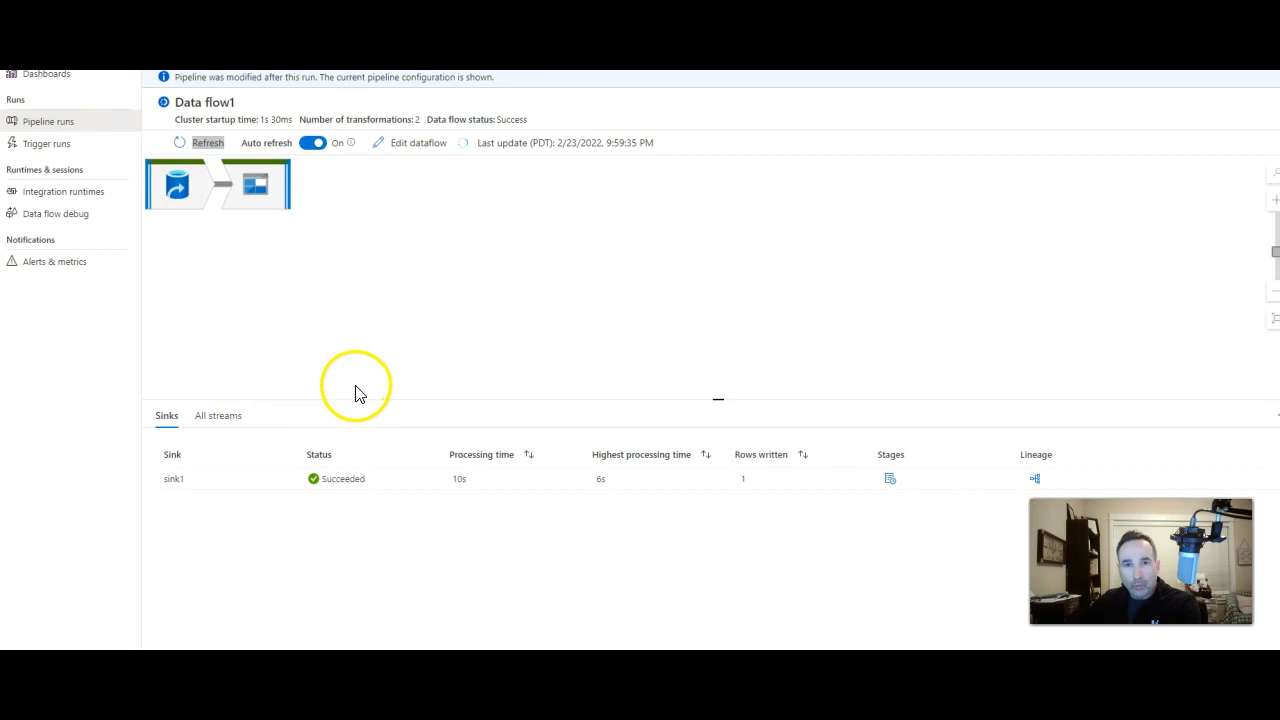 Dashboards
Pipeline was modified after this run. The current pipeline configuration is shown.
Runs
Data flow1
Pipeline runs
Cluster startup time: 1s 30ms Number of transformations: 2 Data flow status: Success
Trigger runs
Refresh Auto refresh On Edit dataflow Last update (PDT): 2/23/2022, 9:59:35 PM
Runtimes & sessions
Integration runtimes
Data flow debug
Notifications
Alerts & metrics
Sinks All streams
Sink Status Processing time Highest processing time Rows written Stages Lineage
sink1 Succeeded 10s 6s 1